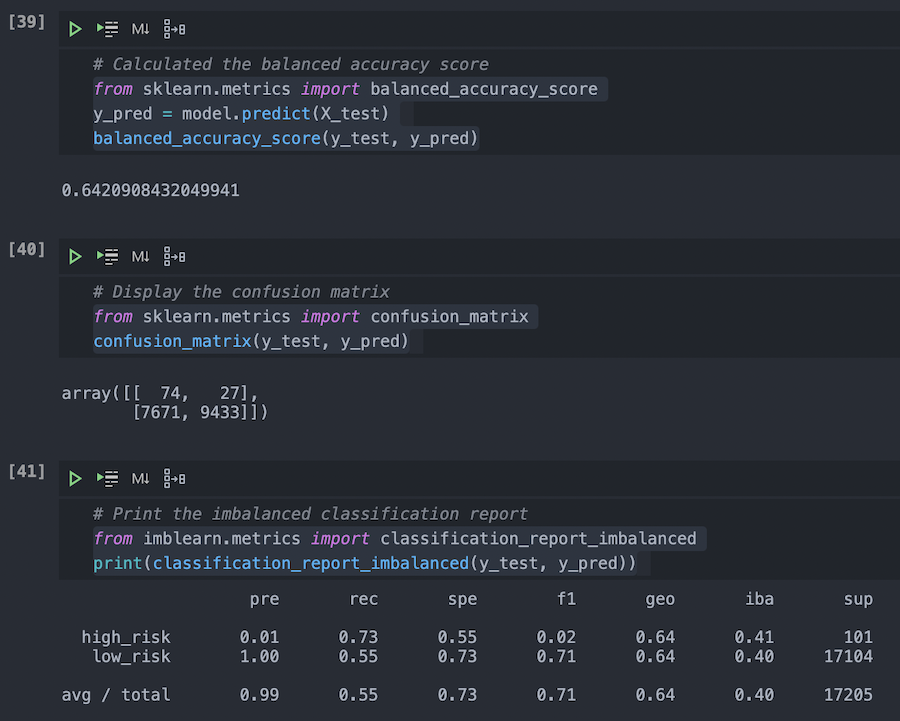 [39]
M↓
# Calculated the balanced accuracy score
from sklearn.metrics import balanced_accuracy_score
y_pred = model.predict(X_test)
balanced_accuracy_score(y_test, y_pred)
0.6420908432049941
[40]
M↓
# Display the confusion matrix
from sklearn.metrics import confusion_matrix
confusion_matrix(y_test, y_pred)
array([[  74,   27],
       [7671, 9433]])
[41]
M↓
# Print the imbalanced classification report
from imblearn.metrics import classification_report_imbalanced
print(classification_report_imbalanced(y_test, y_pred))
pre rec spe f1 geo iba sup
high_risk 0.01 0.73 0.55 0.02 0.64 0.41 101
low_risk 1.00 0.55 0.73 0.71 0.64 0.40 17104
avg / total 0.99 0.55 0.73 0.71 0.64 0.40 17205